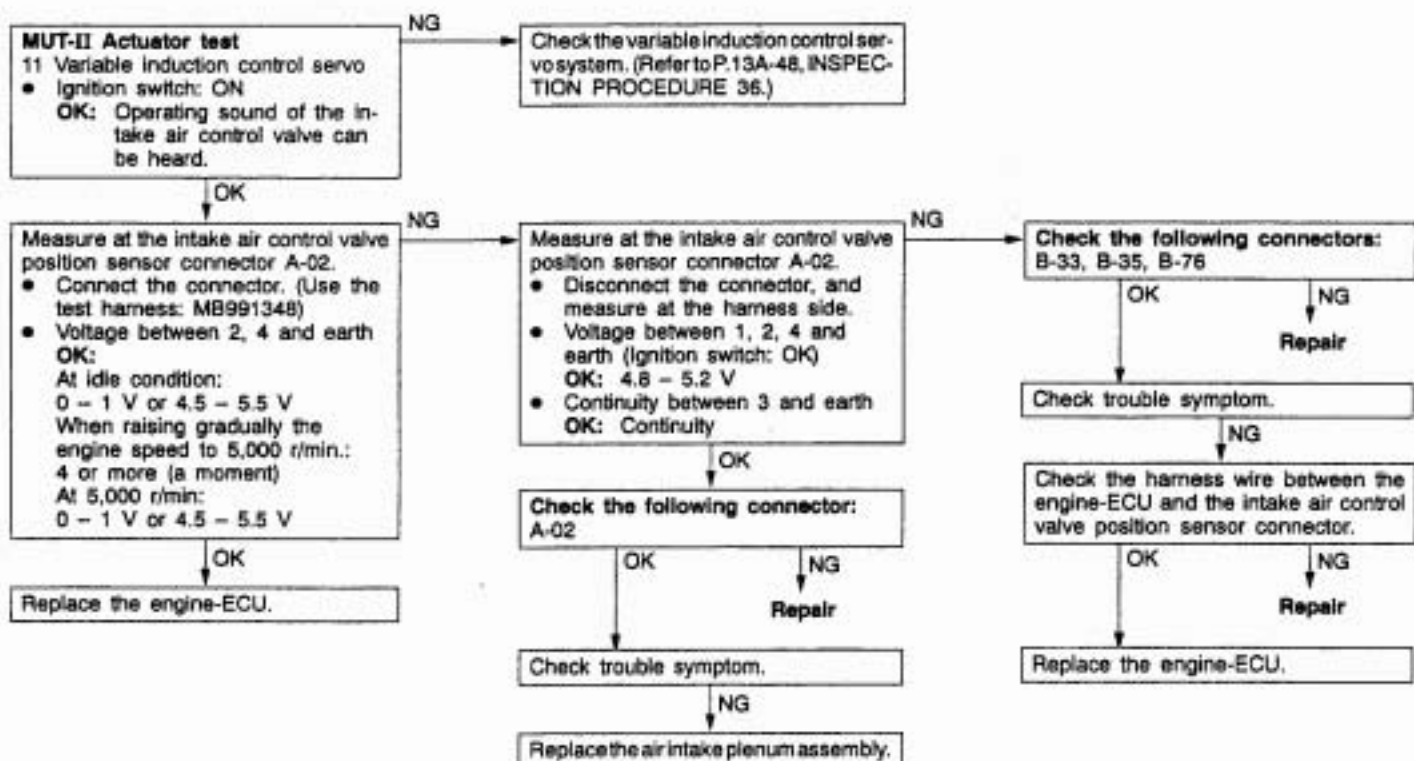 MUT-II Actuator test
11 Variable induction control servo
● Ignition switch: ON
OK: Operating sound of the in-
take air control valve can
be heard.
NG
Check the variable induction control ser-
vo system. (Refer to P.13A-48, INSPEC-
TION PROCEDURE 36.)
OK
Measure at the intake air control valve
position sensor connector A-02.
● Connect the connector. (Use the
test harness: MB991348)
● Voltage between 2, 4 and earth
OK:
At idle condition:
0 – 1 V or 4.5 – 5.5 V
When raising gradually the
engine speed to 5,000 r/min.:
4 or more (a moment)
At 5,000 r/min:
0 – 1 V or 4.5 – 5.5 V
OK
Replace the engine-ECU.
NG
Measure at the intake air control valve
position sensor connector A-02.
● Disconnect the connector, and
measure at the harness side.
● Voltage between 1, 2, 4 and
earth (Ignition switch: OK)
OK: 4.8 – 5.2 V
● Continuity between 3 and earth
OK: Continuity
OK
Check the following connector:
A-02
OK
NG
Repair
Check trouble symptom.
NG
Replace the air intake plenum assembly.
NG
Check the following connectors:
B-33, B-35, B-76
OK
NG
Repair
Check trouble symptom.
NG
Check the harness wire between the
engine-ECU and the intake air control
valve position sensor connector.
OK
NG
Repair
Replace the engine-ECU.